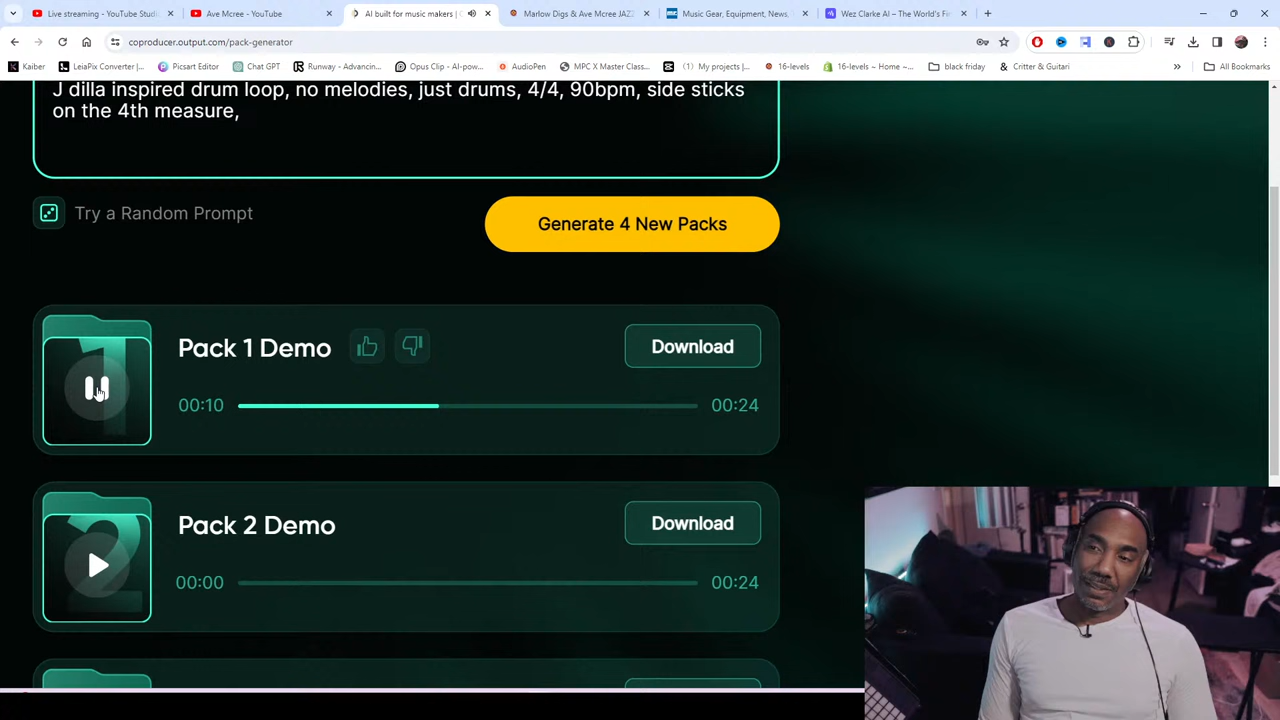 Live streaming - YouTube Studi
Ave Mcree - YouTube
AI built for music makers |
Marlow Digs & Ave Mcree JAZZ
Music Gear, Equipment, News,
Wez Clarke AI – The World's Fi
coproducer.output.com/pack-generator
Kaiber
LeiaPix Converter |...
Picsart Editor
Chat GPT
Runway - Advancin...
Opus Clip - AI-pow...
AudioPen
MPC X Master Class...
(1) My projects |...
16-levels
16-levels ~ Home ~...
black friday
Critter & Guitari
»
All Bookmarks
J dilla inspired drum loop, no melodies, just drums, 4/4, 90bpm, side sticks
on the 4th measure,
Try a Random Prompt
Generate 4 New Packs
1
Pack 1 Demo
Download
00:10
00:24
2
Pack 2 Demo
Download
00:00
00:24